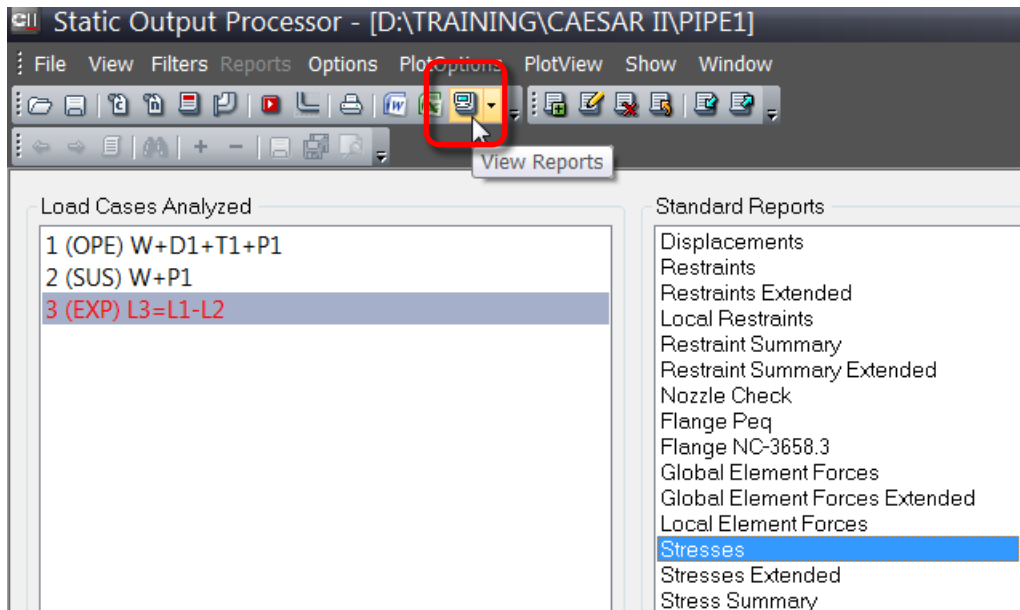 CII Static Output Processor - [D:\TRAINING\CAESAR II\PIPE1]
File View Filters Reports Options PlotOptions PlotView Show Window
View Reports
Load Cases Analyzed
1 (OPE) W+D1+T1+P1
2 (SUS) W+P1
3 (EXP) L3=L1-L2
Standard Reports
Displacements
Restraints
Restraints Extended
Local Restraints
Restraint Summary
Restraint Summary Extended
Nozzle Check
Flange Peq
Flange NC-3658.3
Global Element Forces
Global Element Forces Extended
Local Element Forces
Stresses
Stresses Extended
Stress Summary